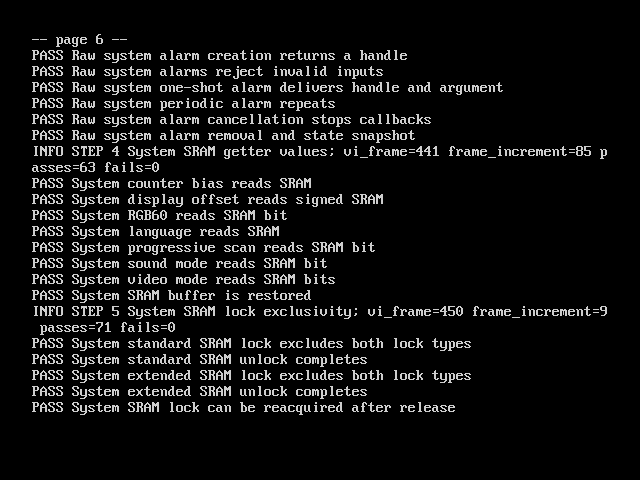 -- page 6 --
PASS Raw system alarm creation returns a handle
PASS Raw system alarms reject invalid inputs
PASS Raw system one-shot alarm delivers handle and argument
PASS Raw system periodic alarm repeats
PASS Raw system alarm cancellation stops callbacks
PASS Raw system alarm removal and state snapshot
INFO STEP 4 System SRAM getter values; vi_frame=441 frame_increment=85 p
asses=63 fails=0
PASS System counter bias reads SRAM
PASS System display offset reads signed SRAM
PASS System RGB60 reads SRAM bit
PASS System language reads SRAM
PASS System progressive scan reads SRAM bit
PASS System sound mode reads SRAM bit
PASS System video mode reads SRAM bits
PASS System SRAM buffer is restored
INFO STEP 5 System SRAM lock exclusivity; vi_frame=450 frame_increment=9
passes=71 fails=0
PASS System standard SRAM lock excludes both lock types
PASS System standard SRAM unlock completes
PASS System extended SRAM lock excludes both lock types
PASS System extended SRAM unlock completes
PASS System SRAM lock can be reacquired after release